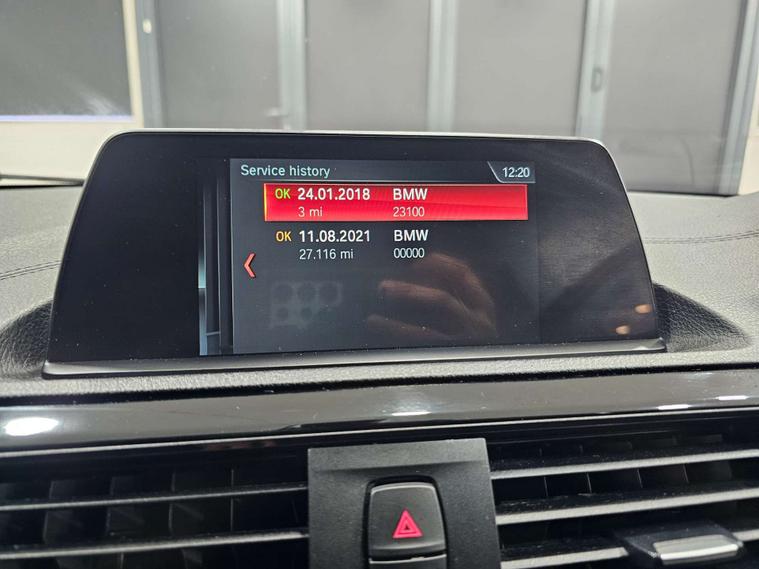 Service history 12:20
OK 24.01.2018 BMW
3 mi 23100
OK 11.08.2021 BMW
27.116 mi 00000